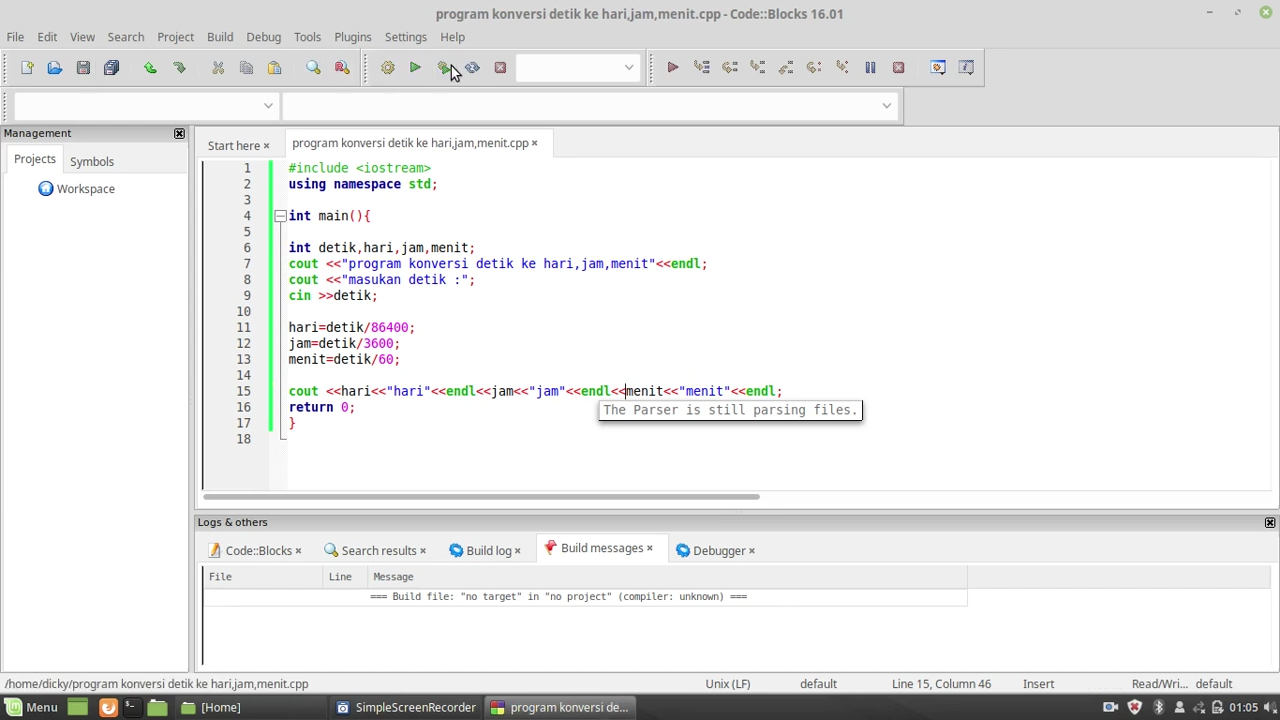 program konversi detik ke hari,jam,menit.cpp - Code::Blocks 16.01
File Edit View Search Project Build Debug Tools Plugins Settings Help
Management
Projects Symbols
Workspace
Start here × program konversi detik ke hari,jam,menit.cpp ×
1 #include <iostream>
2 using namespace std;
3
4 int main(){
5
6 int detik,hari,jam,menit;
7 cout <<"program konversi detik ke hari,jam,menit"<<endl;
8 cout <<"masukan detik :";
9 cin >>detik;
10
11 hari=detik/86400;
12 jam=detik/3600;
13 menit=detik/60;
14
15 cout <<hari<<"hari"<<endl<<jam<<"jam"<<endl<<menit<<"menit"<<endl;
16 return 0;
The Parser is still parsing files.
17 }
18
Logs & others
Code::Blocks × Search results × Build log × Build messages × Debugger ×
File Line Message
=== Build file: "no target" in "no project" (compiler: unknown) ===
/home/dicky/program konversi detik ke hari,jam,menit.cpp Unix (LF) default Line 15, Column 46 Insert Read/Wri... default
Menu [Home] SimpleScreenRecorder program konversi de... 01:05